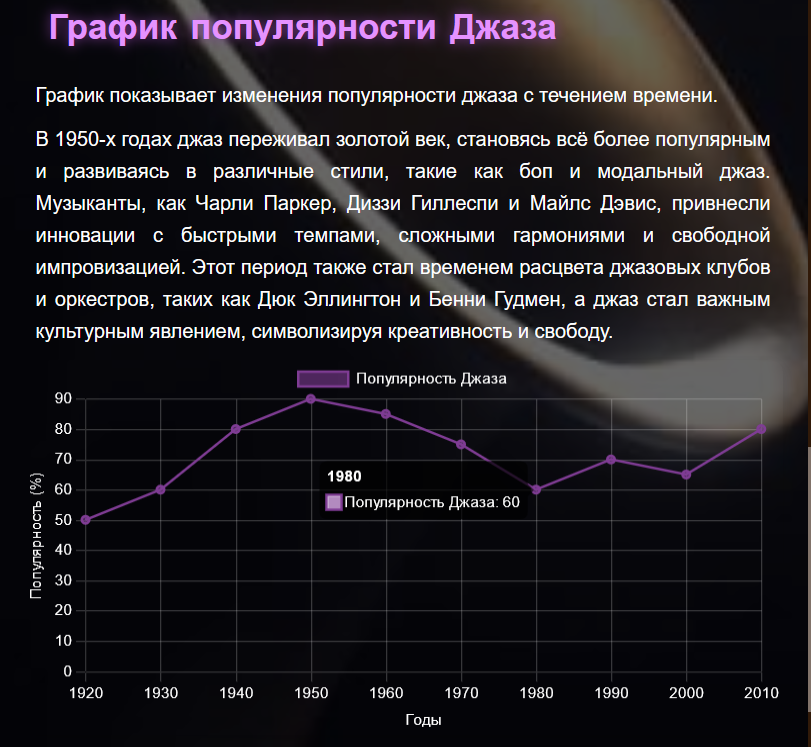 График популярности Джаза
График показывает изменения популярности джаза с течением времени.
В 1950-х годах джаз переживал золотой век, становясь всё более популярным
и развиваясь в различные стили, такие как боп и модальный джаз.
Музыканты, как Чарли Паркер, Диззи Гиллеспи и Майлс Дэвис, привнесли
инновации с быстрыми темпами, сложными гармониями и свободной
импровизацией. Этот период также стал временем расцвета джазовых клубов
и оркестров, таких как Дюк Эллингтон и Бенни Гудмен, а джаз стал важным
культурным явлением, символизируя креативность и свободу.
Популярность Джаза
Популярность (%)
90
80
70
60
50
40
30
20
10
0
1980
Популярность Джаза: 60
1920 1930 1940 1950 1960 1970 1980 1990 2000 2010
Годы